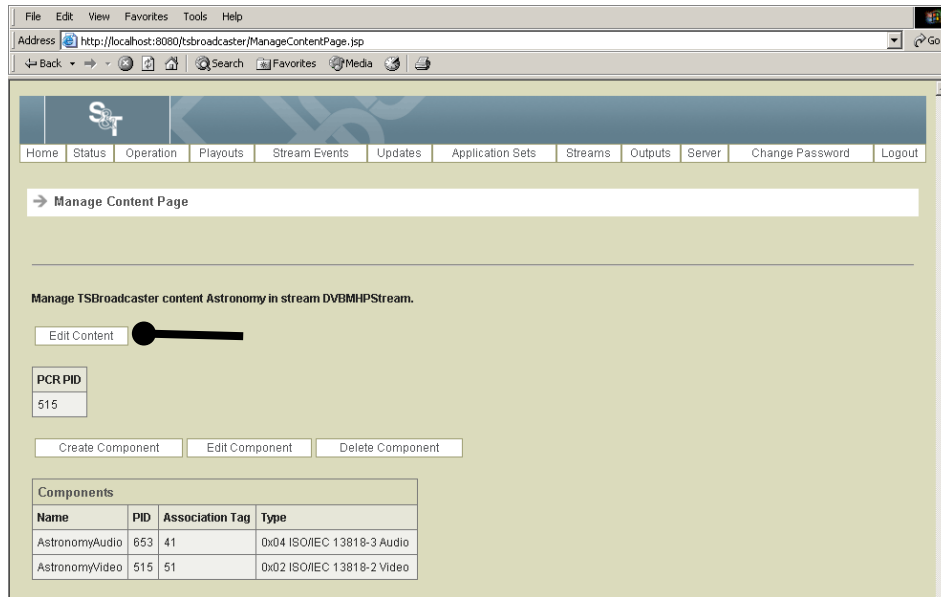 File Edit View Favorites Tools Help
Address http://localhost:8080/tsbroadcaster/ManageContentPage.jsp Go
Back Search Favorites Media
S&T
Home Status Operation Playouts Stream Events Updates Application Sets Streams Outputs Server Change Password Logout
Manage Content Page
Manage TSBroadcaster content Astronomy in stream DVBMHPStream.
Edit Content
PCR PID
515
Create Component Edit Component Delete Component
Components
Name PID Association Tag Type
AstronomyAudio 653 41 0x04 ISO/IEC 13818-3 Audio
AstronomyVideo 515 51 0x02 ISO/IEC 13818-2 Video